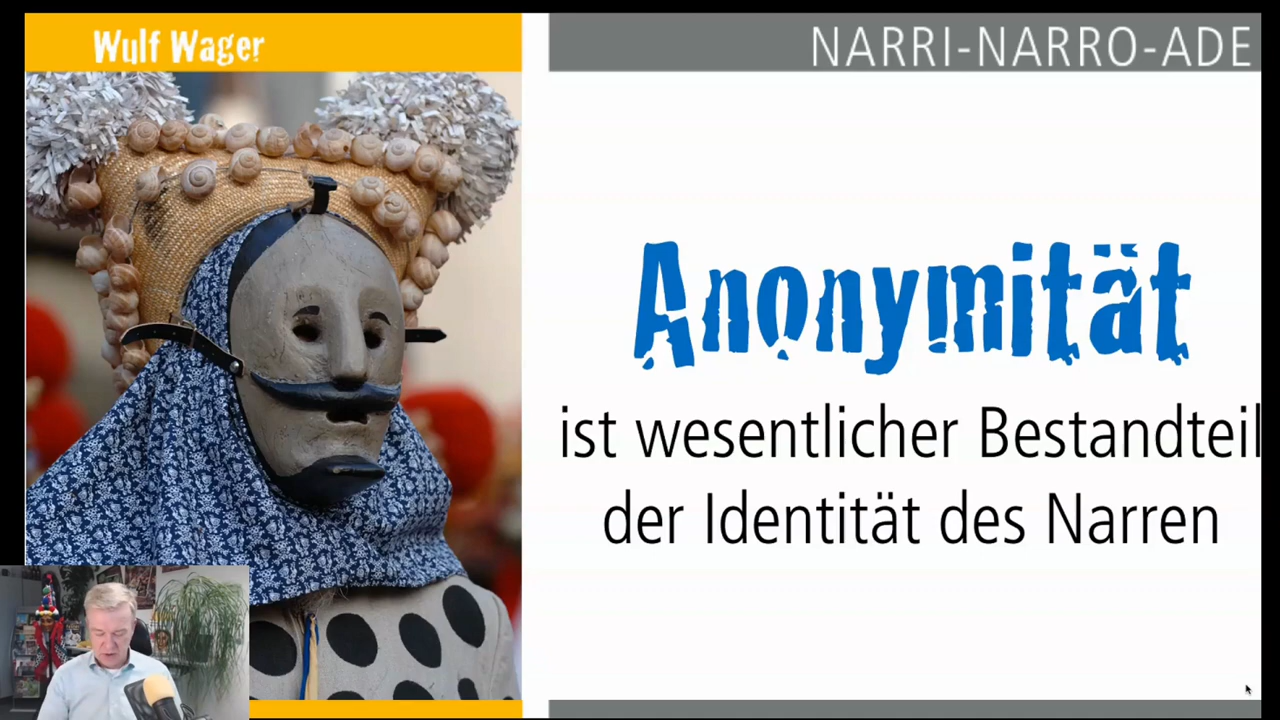 Wulf Wager
NARRI-NARRO-ADE
Anonymität
ist wesentlicher Bestandteil
der Identität des Narren